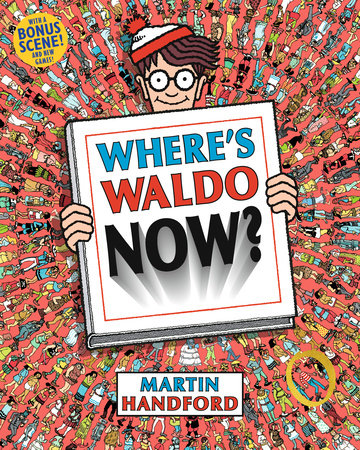 WITH A
BONUS
SCENE!
AND NEW
GAMES!
WHERE'S
WALDO
NOW?
MARTIN
HANDFORD